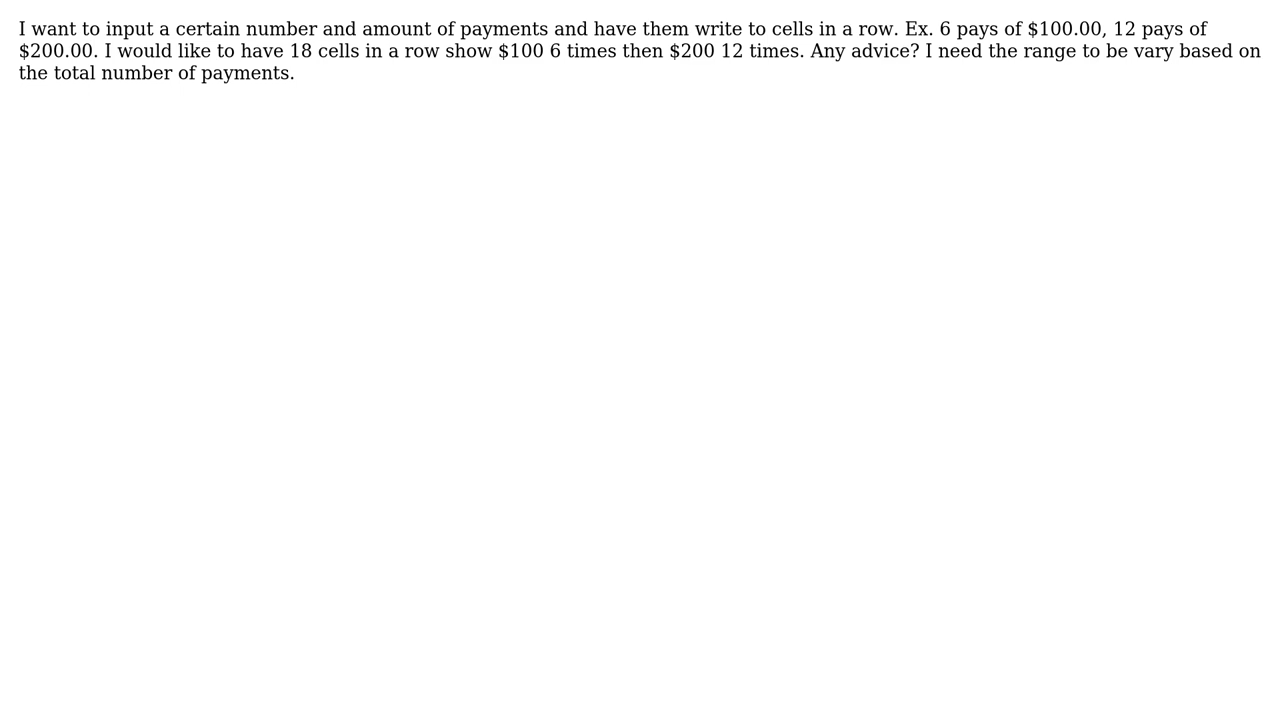 I want to input a certain number and amount of payments and have them write to cells in a row. Ex. 6 pays of $100.00, 12 pays of
$200.00. I would like to have 18 cells in a row show $100 6 times then $200 12 times. Any advice? I need the range to be vary based on
the total number of payments.